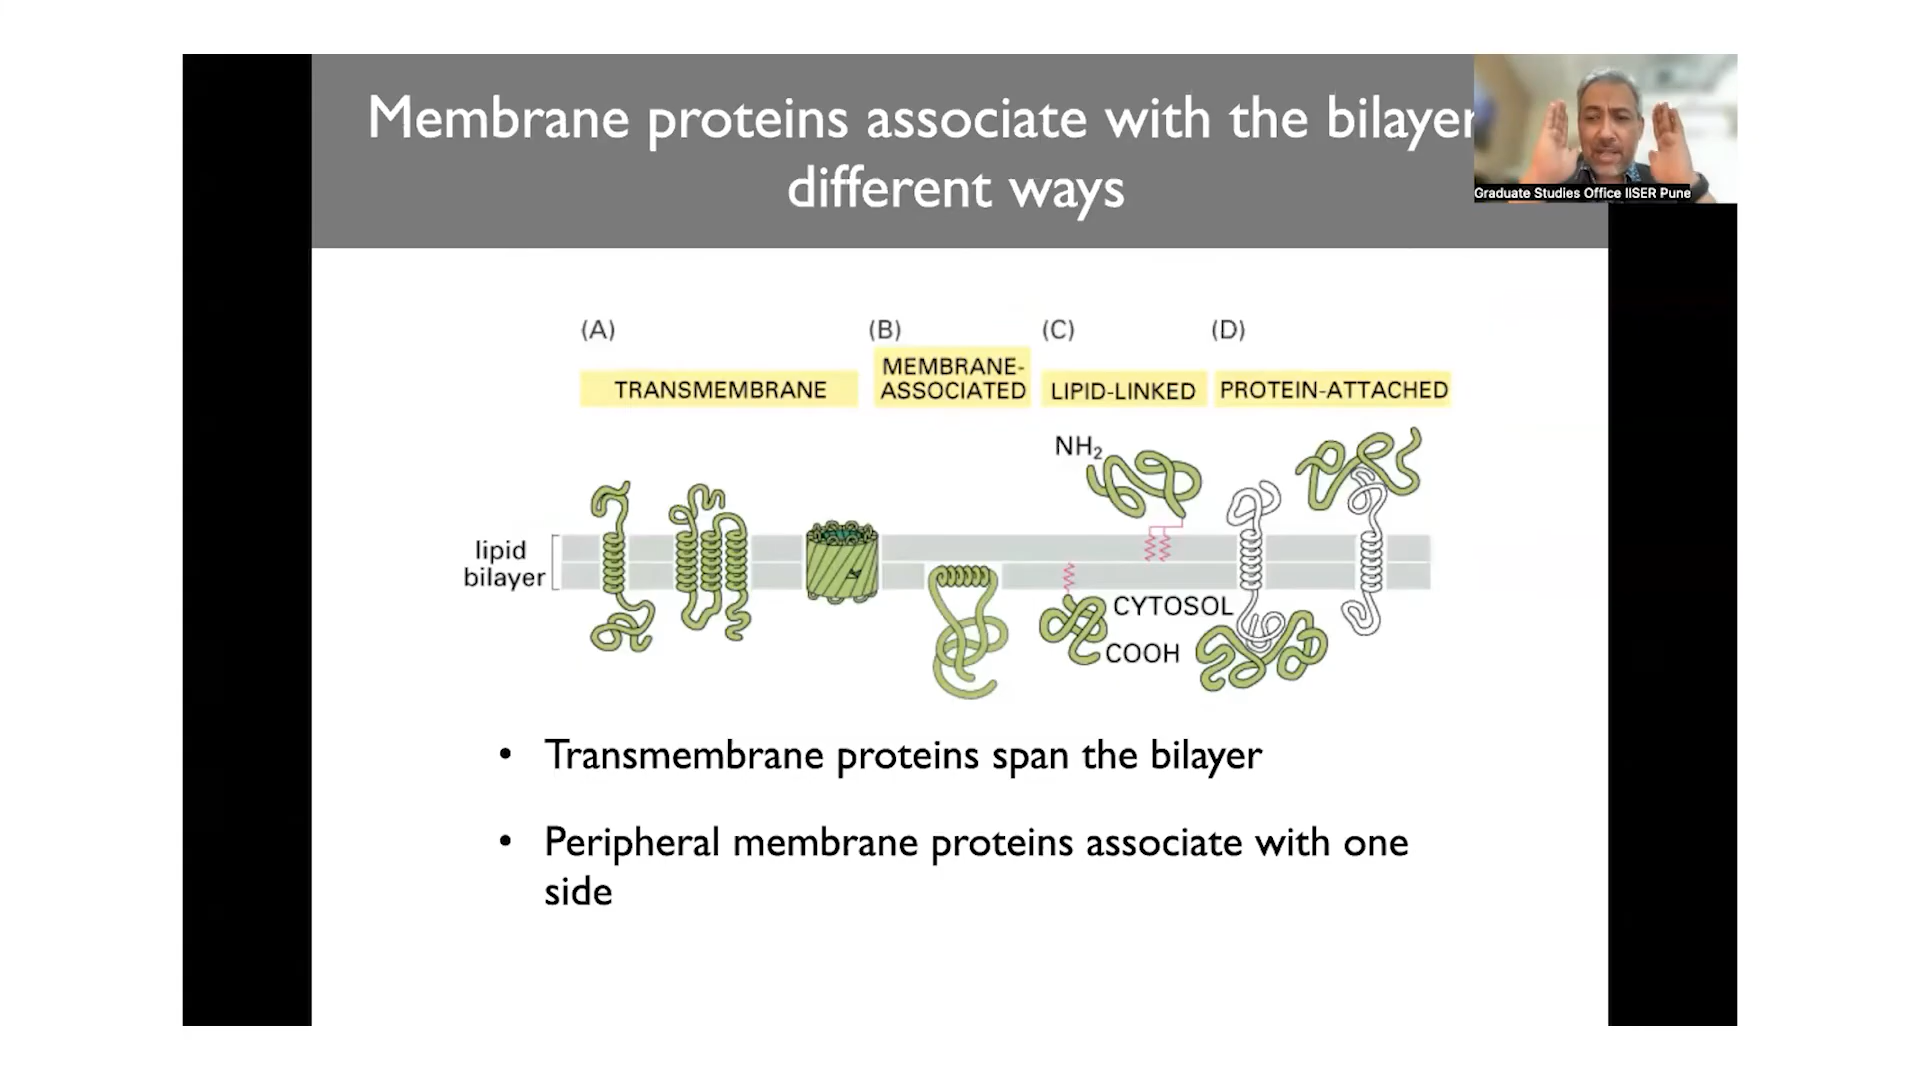 Membrane proteins associate with the bilayer
different ways
Graduate Studies Office IISER Pune
(A) (B) (C) (D)
TRANSMEMBRANE
MEMBRANE-
ASSOCIATED
LIPID-LINKED
PROTEIN-ATTACHED
NH₂
lipid
bilayer
CYTOSOL
COOH
• Transmembrane proteins span the bilayer
• Peripheral membrane proteins associate with one
side